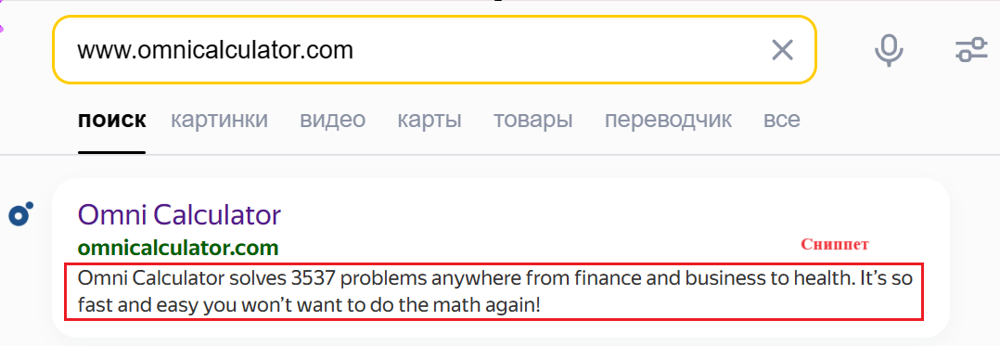 www.omnicalculator.com
поиск картинки видео карты товары переводчик все
Omni Calculator
omnicalculator.com
Сниппет
Omni Calculator solves 3537 problems anywhere from finance and business to health. It’s so
fast and easy you won’t want to do the math again!